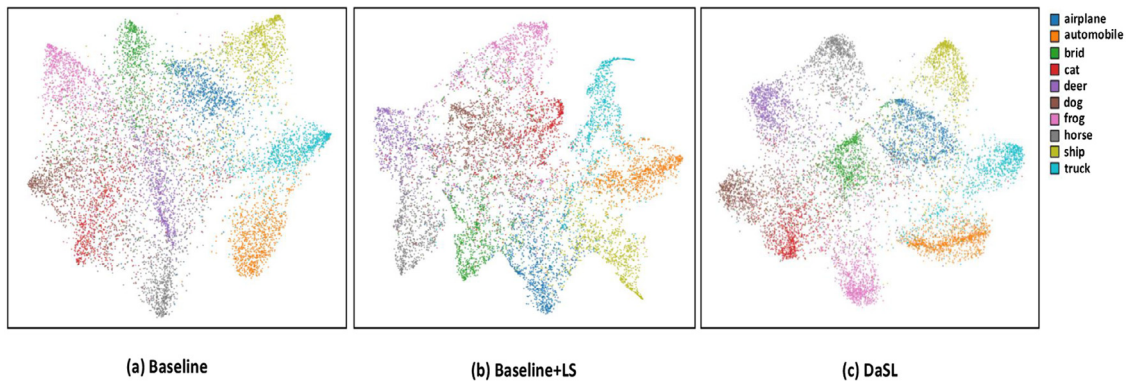 airplane
automobile
brid
cat
deer
dog
frog
horse
ship
truck
(a) Baseline
(b) Baseline+LS
(c) DaSL